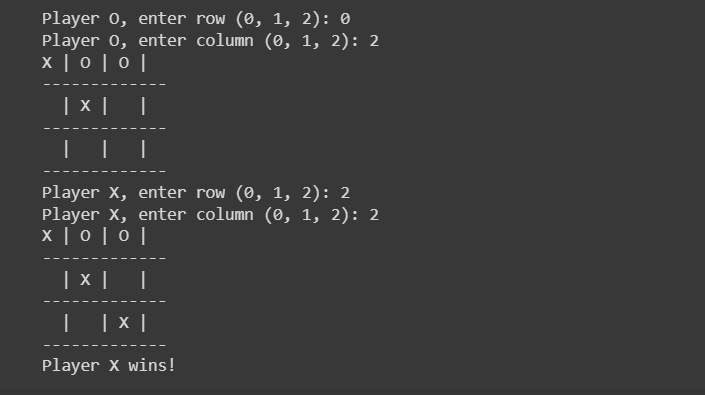 Player O, enter row (0, 1, 2): 0
Player O, enter column (0, 1, 2): 2
X | O | O |
-------------
  | X |   |
-------------
  |   |   |
-------------
Player X, enter row (0, 1, 2): 2
Player X, enter column (0, 1, 2): 2
X | O | O |
-------------
  | X |   |
-------------
  |   | X |
-------------
Player X wins!